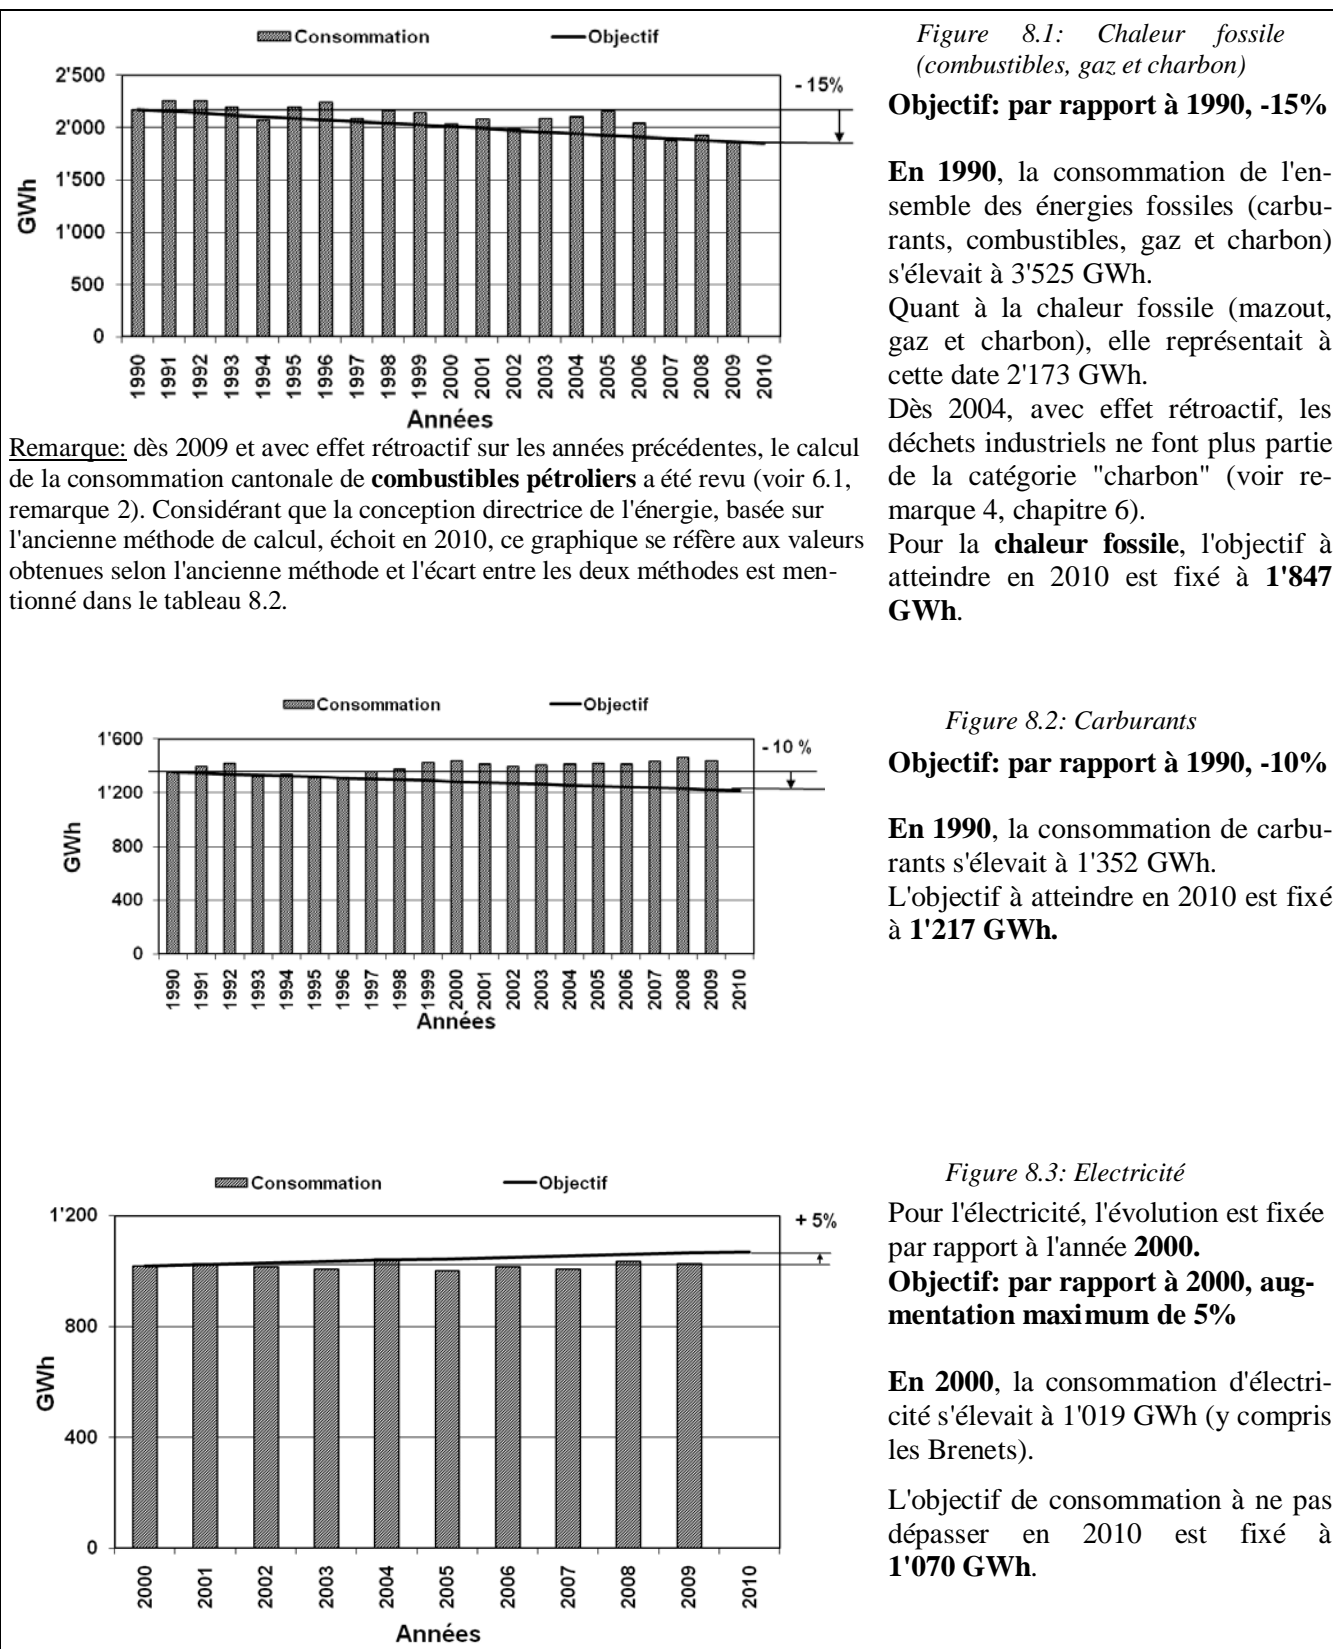 Consommation Objectif
2'500
2'000
1'500
1'000
500
0
GWh
- 15%
1990 1991 1992 1993 1994 1995 1996 1997 1998 1999 2000 2001 2002 2003 2004 2005 2006 2007 2008 2009 2010
Années
Remarque: dès 2009 et avec effet rétroactif sur les années précédentes, le calcul
de la consommation cantonale de combustibles pétroliers a été revu (voir 6.1,
remarque 2). Considérant que la conception directrice de l'énergie, basée sur
l'ancienne méthode de calcul, échoit en 2010, ce graphique se réfère aux valeurs
obtenues selon l'ancienne méthode et l'écart entre les deux méthodes est men-
tionné dans le tableau 8.2.
Figure 8.1: Chaleur fossile
(combustibles, gaz et charbon)
Objectif: par rapport à 1990, -15%
En 1990, la consommation de l'en-
semble des énergies fossiles (carbu-
rants, combustibles, gaz et charbon)
s'élevait à 3'525 GWh.
Quant à la chaleur fossile (mazout,
gaz et charbon), elle représentait à
cette date 2'173 GWh.
Dès 2004, avec effet rétroactif, les
déchets industriels ne font plus partie
de la catégorie "charbon" (voir re-
marque 4, chapitre 6).
Pour la chaleur fossile, l'objectif à
atteindre en 2010 est fixé à 1'847
GWh.
Consommation Objectif
1'600
1'200
800
400
0
GWh
- 10 %
1990 1991 1992 1993 1994 1995 1996 1997 1998 1999 2000 2001 2002 2003 2004 2005 2006 2007 2008 2009 2010
Années
Figure 8.2: Carburants
Objectif: par rapport à 1990, -10%
En 1990, la consommation de carbu-
rants s'élevait à 1'352 GWh.
L'objectif à atteindre en 2010 est fixé
à 1'217 GWh.
Consommation Objectif
1'200
800
400
0
GWh
+ 5%
2000 2001 2002 2003 2004 2005 2006 2007 2008 2009 2010
Années
Figure 8.3: Electricité
Pour l'électricité, l'évolution est fixée
par rapport à l'année 2000.
Objectif: par rapport à 2000, aug-
mentation maximum de 5%
En 2000, la consommation d'électri-
cité s'élevait à 1'019 GWh (y compris
les Brenets).
L'objectif de consommation à ne pas
dépasser en 2010 est fixé à
1'070 GWh.